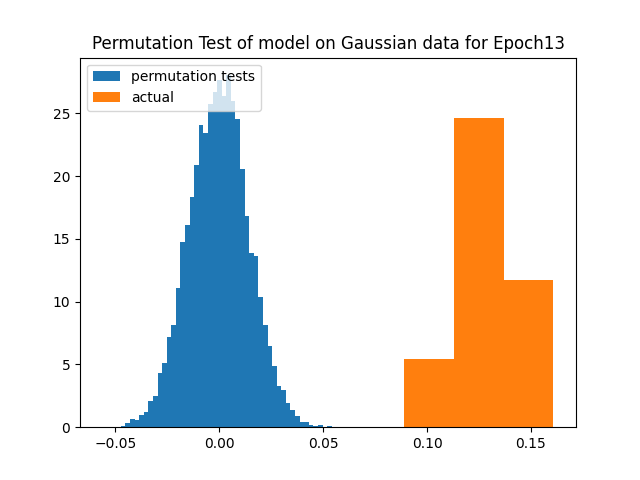 Permutation Test of model on Gaussian data for Epoch13
permutation tests
actual
25
20
15
10
5
0
−0.05 0.00 0.05 0.10 0.15